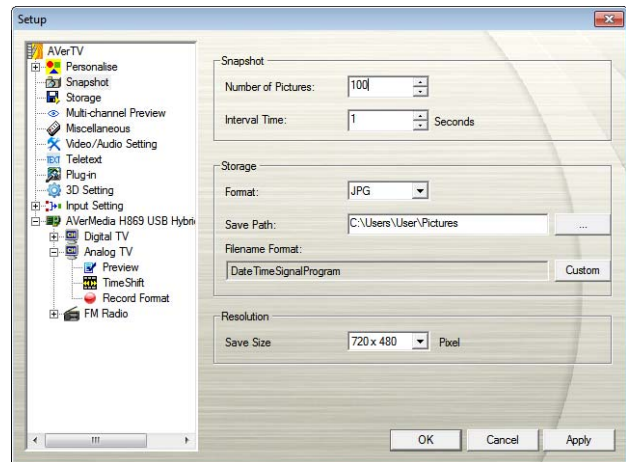 Setup
AVerTV
Personalise
Snapshot
Storage
Multi-channel Preview
Miscellaneous
Video/Audio Setting
TEXT Teletext
Plug-in
3D Setting
Input Setting
AVerMedia H869 USB Hybri
Digital TV
Analog TV
Preview
TimeShift
Record Format
FM Radio
Snapshot
Number of Pictures: 100
Interval Time: 1 Seconds
Storage
Format: JPG
Save Path: C:\Users\User\Pictures ...
Filename Format:
DateTimeSignalProgram Custom
Resolution
Save Size 720 x 480 Pixel
OK Cancel Apply